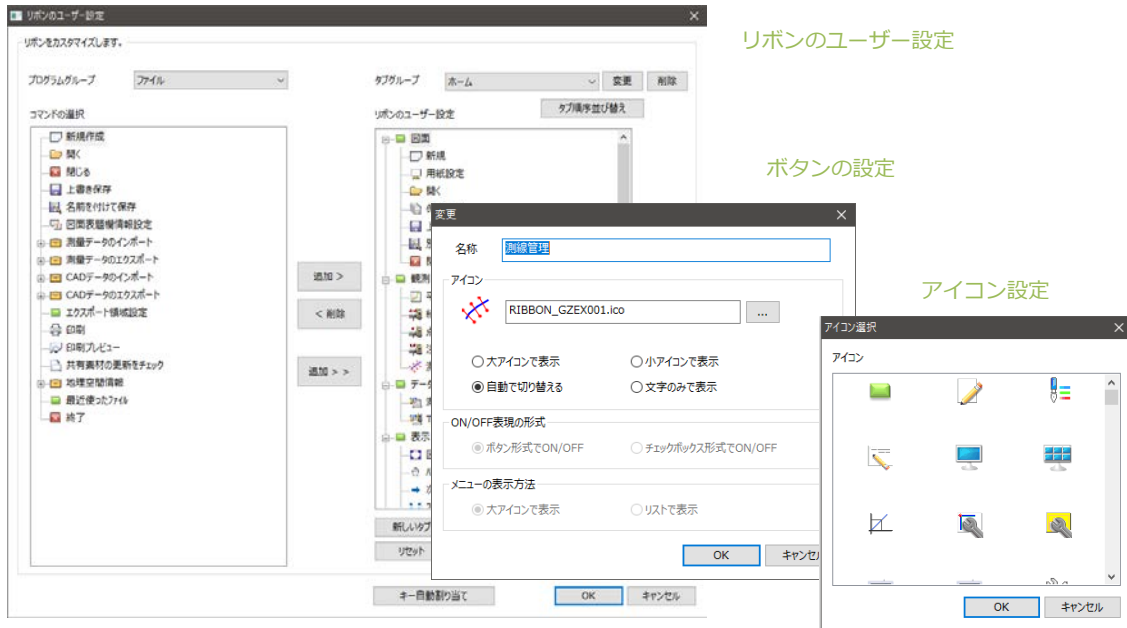 リボンのユーザー設定
リボンをカスタマイズします。
リボンのユーザー設定
プログラムグループ
ファイル
タブグループ
ホーム
変更
削除
タブ順序並び替え
コマンドの選択
リボンのユーザー設定
新規作成
開く
閉じる
上書き保存
名前を付けて保存
図面表題欄情報設定
測量データのインポート
測量データのエクスポート
CADデータのインポート
CADデータのエクスポート
エクスポート領域設定
印刷
印刷プレビュー
共有素材の更新をチェック
地理空間情報
最近使ったファイル
終了
追加 >
< 削除
追加 > >
図面
新規
用紙設定
開く
観測
データ
表示
新しいタブ
リセット
キー自動割り当て
OK
キャンセル
ボタンの設定
変更
名称
測線管理
アイコン
RIBBON_GZEX001.ico
...
大アイコンで表示
小アイコンで表示
自動で切り替える
文字のみで表示
ON/OFF表現の形式
ボタン形式でON/OFF
チェックボックス形式でON/OFF
メニューの表示方法
大アイコンで表示
リストで表示
OK
キャンセル
アイコン設定
アイコン選択
アイコン
OK
キャンセル